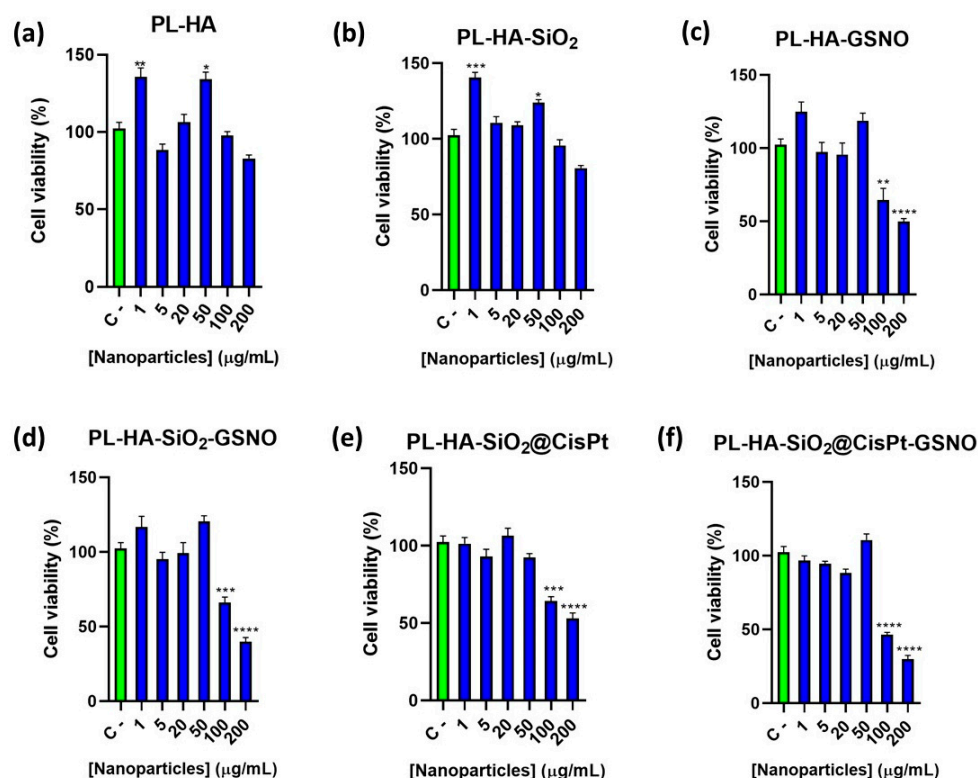 (a)
PL-HA
Cell viability (%)
150
100
50
0
**
*
C -
1
5
20
50
100
200
[Nanoparticles] (μg/mL)
(b)
PL-HA-SiO₂
Cell viability (%)
150
100
50
0
***
*
C -
1
5
20
50
100
200
[Nanoparticles] (μg/mL)
(c)
PL-HA-GSNO
Cell viability (%)
150
100
50
0
**
****
C -
1
5
20
50
100
200
[Nanoparticles] (μg/mL)
(d)
PL-HA-SiO₂-GSNO
Cell viability (%)
150
100
50
0
***
****
C -
1
5
20
50
100
200
[Nanoparticles] (μg/mL)
(e)
PL-HA-SiO₂@CisPt
Cell viability (%)
150
100
50
0
***
****
C -
1
5
20
50
100
200
[Nanoparticles] (μg/mL)
(f)
PL-HA-SiO₂@CisPt-GSNO
Cell viability (%)
150
100
50
0
****
****
C -
1
5
20
50
100
200
[Nanoparticles] (μg/mL)